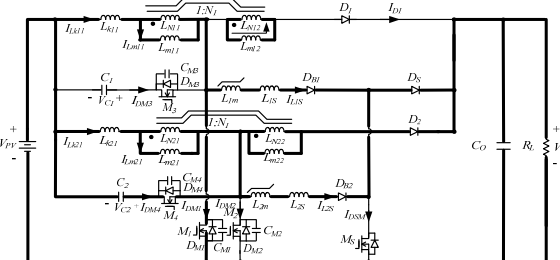 1:N1 D1 ID1
ILk11 Lk11 LN11 LN12
ILm11 Lm11 Lm12
C1 CM3 DM3 DB1 DS
- VC1 + IDM3 M3 L1m L1S IL1S
1:N1
+ VPV - ILk21 Lk21 LN21 LN22 D2 CO RL + V -
ILm21 Lm21 Lm22
C2 CM4 DM4 DB2
- VC2 + IDM4 M4 IDM1 IDM2 L2m L2S IL2S
M1 M2 IDSM
CM1 CM2 MS
DM1 DM2